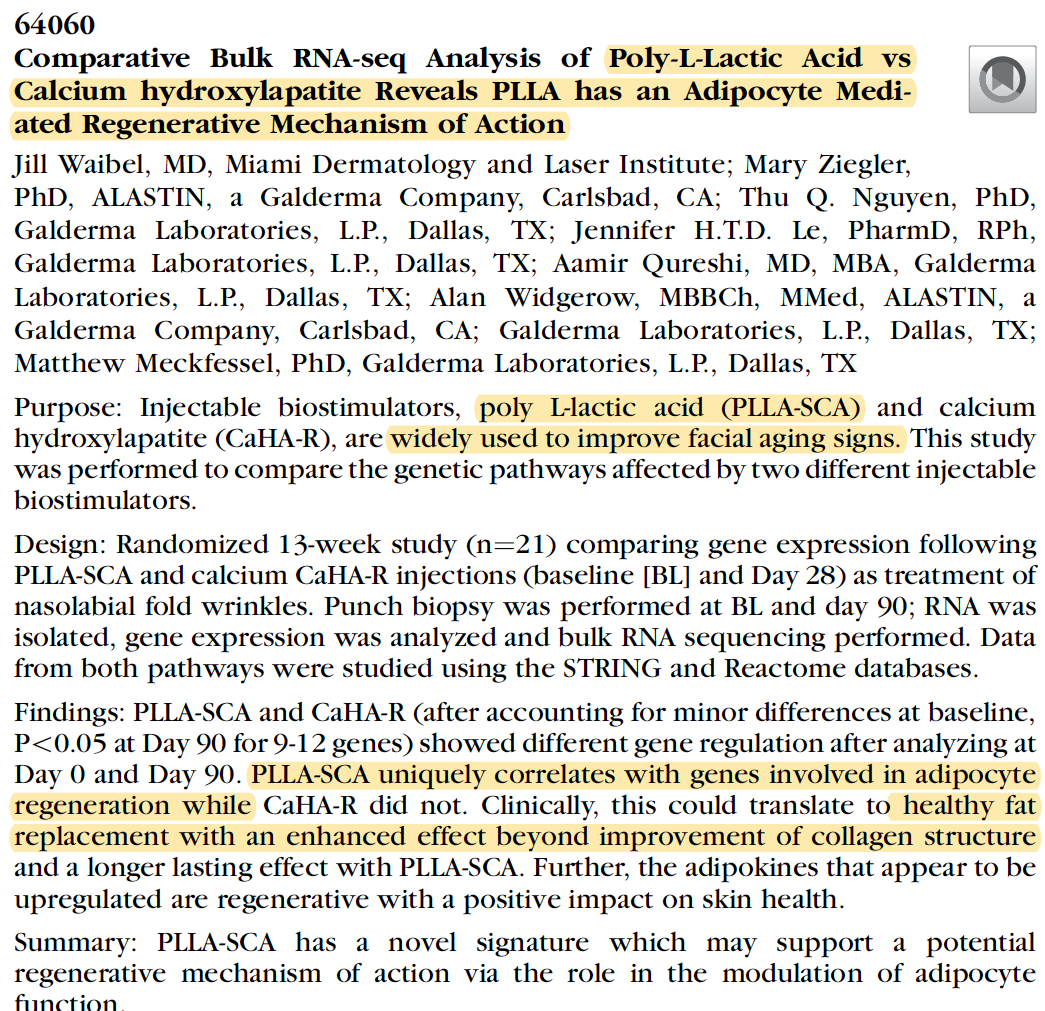 64060
Comparative Bulk RNA-seq Analysis of Poly-L-Lactic Acid vs
Calcium hydroxylapatite Reveals PLLA has an Adipocyte Medi-
ated Regenerative Mechanism of Action
Jill Waibel, MD, Miami Dermatology and Laser Institute; Mary Ziegler,
PhD, ALASTIN, a Galderma Company, Carlsbad, CA; Thu Q. Nguyen, PhD,
Galderma Laboratories, L.P., Dallas, TX; Jennifer H.T.D. Le, PharmD, RPh,
Galderma Laboratories, L.P., Dallas, TX; Aamir Qureshi, MD, MBA, Galderma
Laboratories, L.P., Dallas, TX; Alan Widgerow, MBBCh, MMed, ALASTIN, a
Galderma Company, Carlsbad, CA; Galderma Laboratories, L.P., Dallas, TX;
Matthew Meckfessel, PhD, Galderma Laboratories, L.P., Dallas, TX
Purpose: Injectable biostimulators, poly L-lactic acid (PLLA-SCA) and calcium
hydroxylapatite (CaHA-R), are widely used to improve facial aging signs. This study
was performed to compare the genetic pathways affected by two different injectable
biostimulators.
Design: Randomized 13-week study (n=21) comparing gene expression following
PLLA-SCA and calcium CaHA-R injections (baseline [BL] and Day 28) as treatment of
nasolabial fold wrinkles. Punch biopsy was performed at BL and day 90; RNA was
isolated, gene expression was analyzed and bulk RNA sequencing performed. Data
from both pathways were studied using the STRING and Reactome databases.
Findings: PLLA-SCA and CaHA-R (after accounting for minor differences at baseline,
P<0.05 at Day 90 for 9-12 genes) showed different gene regulation after analyzing at
Day 0 and Day 90. PLLA-SCA uniquely correlates with genes involved in adipocyte
regeneration while CaHA-R did not. Clinically, this could translate to healthy fat
replacement with an enhanced effect beyond improvement of collagen structure
and a longer lasting effect with PLLA-SCA. Further, the adipokines that appear to be
upregulated are regenerative with a positive impact on skin health.
Summary: PLLA-SCA has a novel signature which may support a potential
regenerative mechanism of action via the role in the modulation of adipocyte
function.